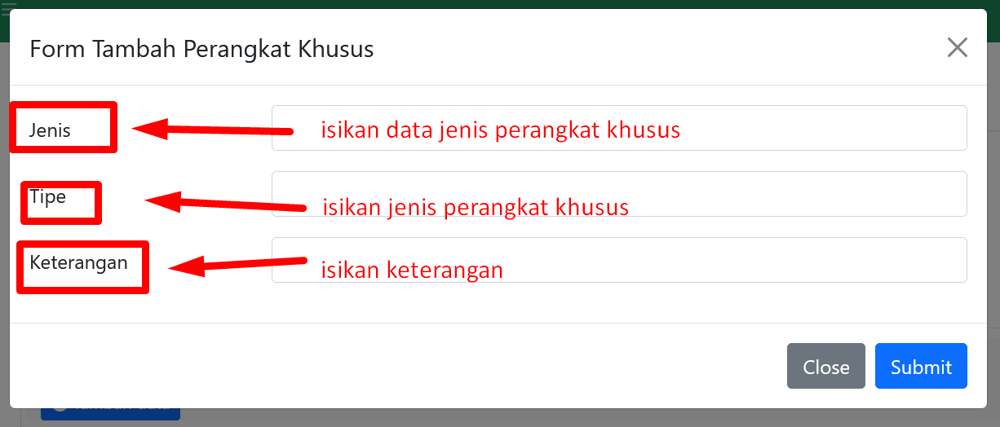 Form Tambah Perangkat Khusus
Jenis
isikan data jenis perangkat khusus
Tipe
isikan jenis perangkat khusus
Keterangan
isikan keterangan
Close
Submit